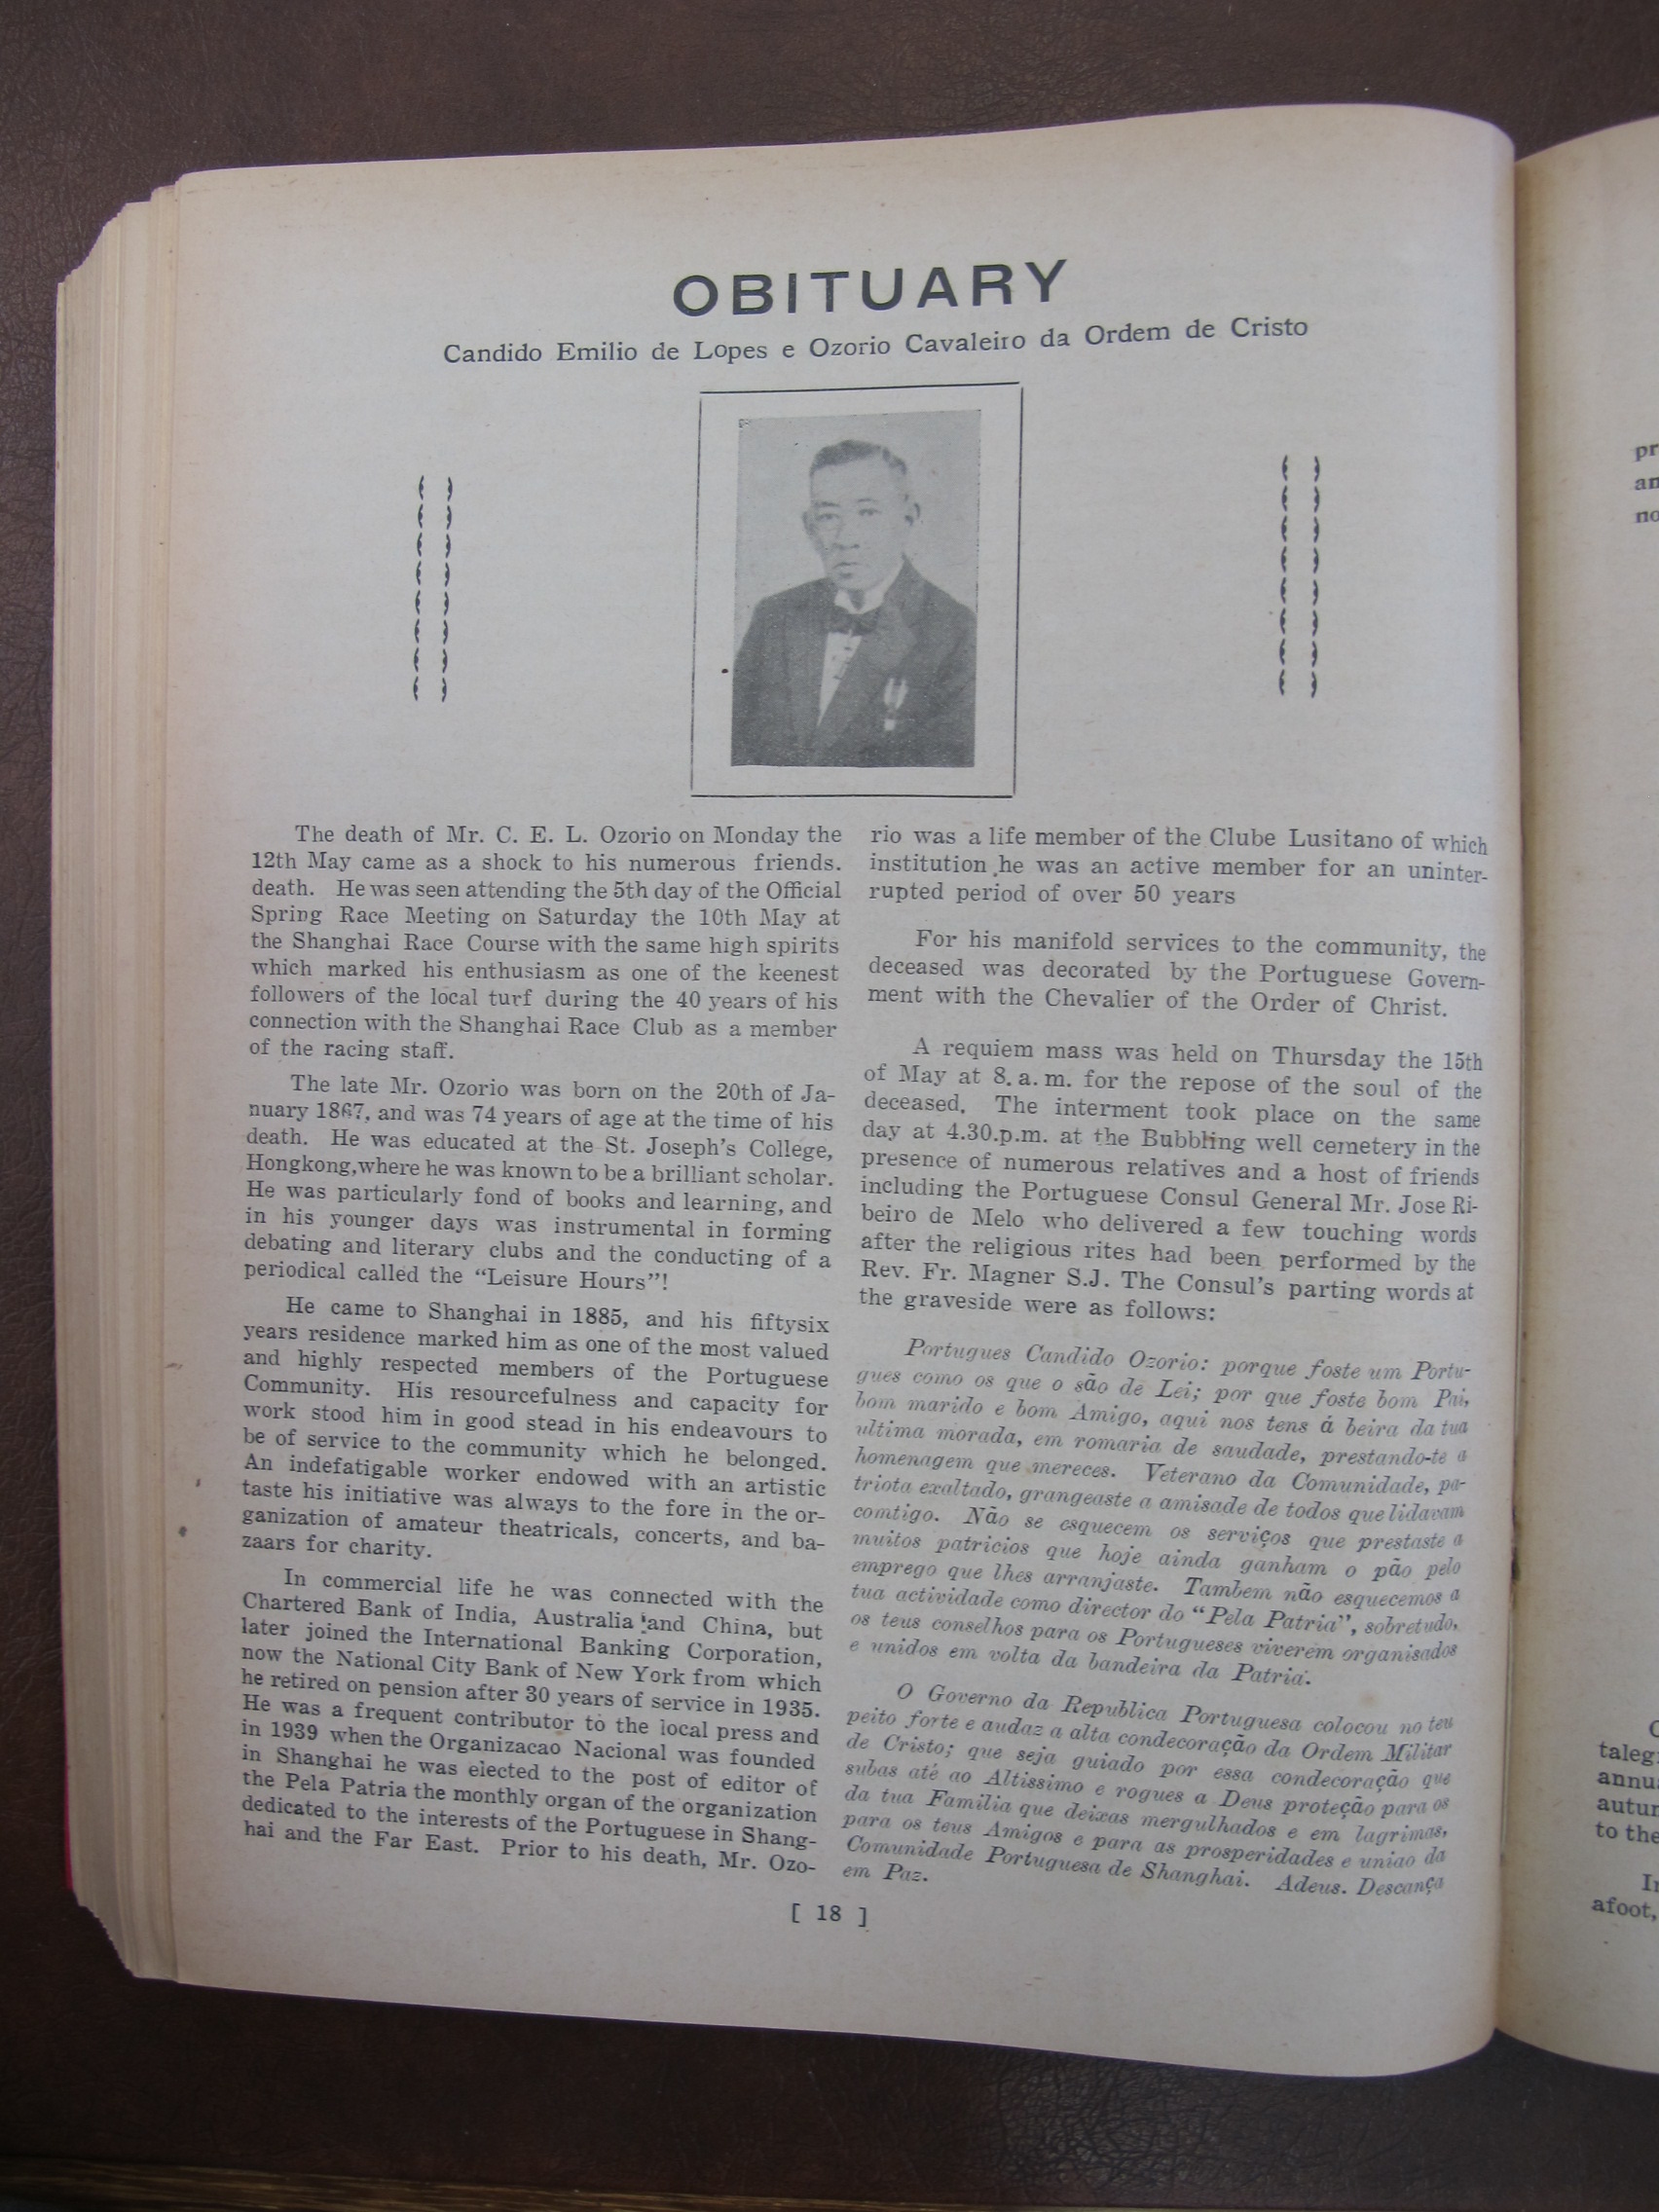 OBITUARY
Candido Emilio de Lopes e Ozorio Cavaleiro da Ordem de Cristo
The death of Mr. C. E. L. Ozorio on Monday the
12th May came as a shock to his numerous friends.
death. He was seen attending the 5th day of the Official
Spring Race Meeting on Saturday the 10th May at
the Shanghai Race Course with the same high spirits
which marked his enthusiasm as one of the keenest
followers of the local turf during the 40 years of his
connection with the Shanghai Race Club as a member
of the racing staff.
The late Mr. Ozorio was born on the 20th of Ja-
nuary 1867, and was 74 years of age at the time of his
death. He was educated at the St. Joseph's College,
Hongkong, where he was known to be a brilliant scholar.
He was particularly fond of books and learning, and
in his younger days was instrumental in forming
debating and literary clubs and the conducting of a
periodical called the "Leisure Hours"!
He came to Shanghai in 1885, and his fiftysix
years residence marked him as one of the most valued
and highly respected members of the Portuguese
Community. His resourcefulness and capacity for
work stood him in good stead in his endeavours to
be of service to the community which he belonged.
An indefatigable worker endowed with an artistic
taste his initiative was always to the fore in the or-
ganization of amateur theatricals, concerts, and ba-
zaars for charity.
In commercial life he was connected with the
Chartered Bank of India, Australia and China, but
later joined the International Banking Corporation,
now the National City Bank of New York from which
he retired on pension after 30 years of service in 1935.
He was a frequent contributor to the local press and
in 1939 when the Organizacao Nacional was founded
in Shanghai he was elected to the post of editor of
the Pela Patria the monthly organ of the organization
dedicated to the interests of the Portuguese in Shang-
hai and the Far East. Prior to his death, Mr. Ozo-
rio was a life member of the Clube Lusitano of which
institution he was an active member for an uninter-
rupted period of over 50 years
For his manifold services to the community, the
deceased was decorated by the Portuguese Govern-
ment with the Chevalier of the Order of Christ.
A requiem mass was held on Thursday the 15th
of May at 8. a. m. for the repose of the soul of the
deceased. The interment took place on the same
day at 4.30.p.m. at the Bubbling well cemetery in the
presence of numerous relatives and a host of friends
including the Portuguese Consul General Mr. Jose Ri-
beiro de Melo who delivered a few touching words
after the religious rites had been performed by the
Rev. Fr. Magner S.J. The Consul's parting words at
the graveside were as follows:
Portugues Candido Ozorio: porque foste um Portu-
gues como os que o são de Lei; por que foste bom Pai,
bom marido e bom Amigo, aqui nos tens á beira da tua
ultima morada, em romaria de saudade, prestando-te a
homenagem que mereces. Veterano da Comunidade, pa-
triota exaltado, grangeaste a amisade de todos que lidavam
comtigo. Não se esquecem os serviços que prestaste a
muitos patricios que hoje ainda ganham o pão pelo
emprego que lhes arranjaste. Tambem não esquecemos a
tua actividade como director do "Pela Patria", sobretudo,
os teus conselhos para os Portugueses viverem organisados
e unidos em volta da bandeira da Patria.
O Governo da Republica Portuguesa colocou no teu
peito forte e audaz a alta condecoração da Ordem Militar
de Cristo; que seja guiado por essa condecoração que
subas até ao Altissimo e rogues a Deus proteção para os
da tua Familia que deixas mergulhados e em lagrimas,
para os teus Amigos e para as prosperidades e uniao da
Comunidade Portuguesa de Shanghai. Adeus. Descança
em Paz.
[ 18 ]
pr
an
no
taleg
annu
autur
to the
afoot,